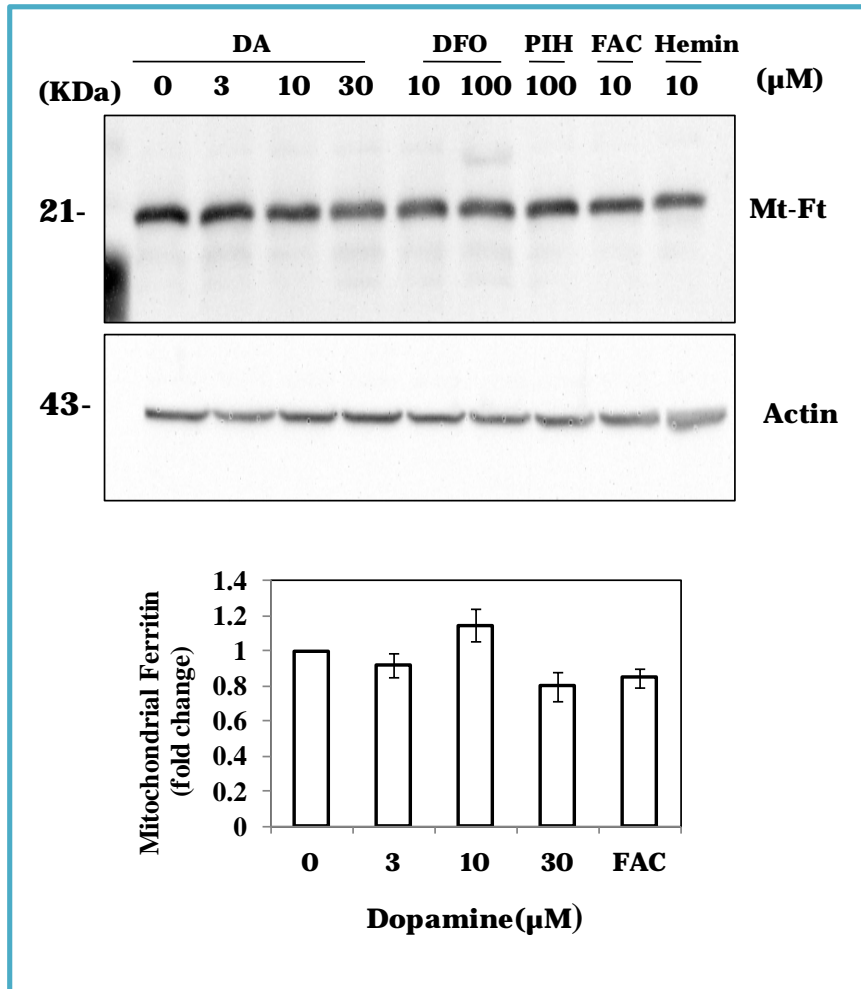 DA DFO PIH FAC Hemin
(KDa) 0 3 10 30 10 100 100 10 10 (µM)
21- Mt-Ft
43- Actin
Mitochondrial Ferritin
(fold change)
1.4
1.2
1
0.8
0.6
0.4
0.2
0
0 3 10 30 FAC
Dopamine(µM)